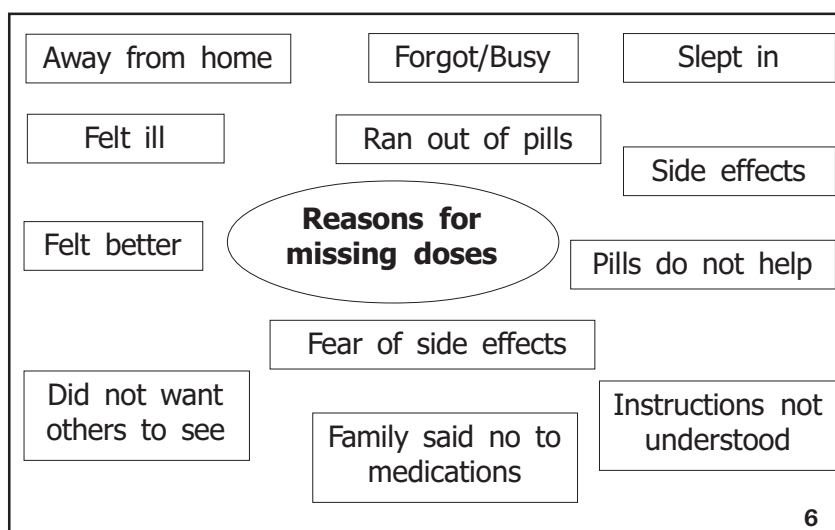 Away from home
Forgot/Busy
Slept in
Felt ill
Ran out of pills
Side effects
Reasons for
missing doses
Felt better
Pills do not help
Fear of side effects
Did not want
others to see
Family said no to
medications
Instructions not
understood
6